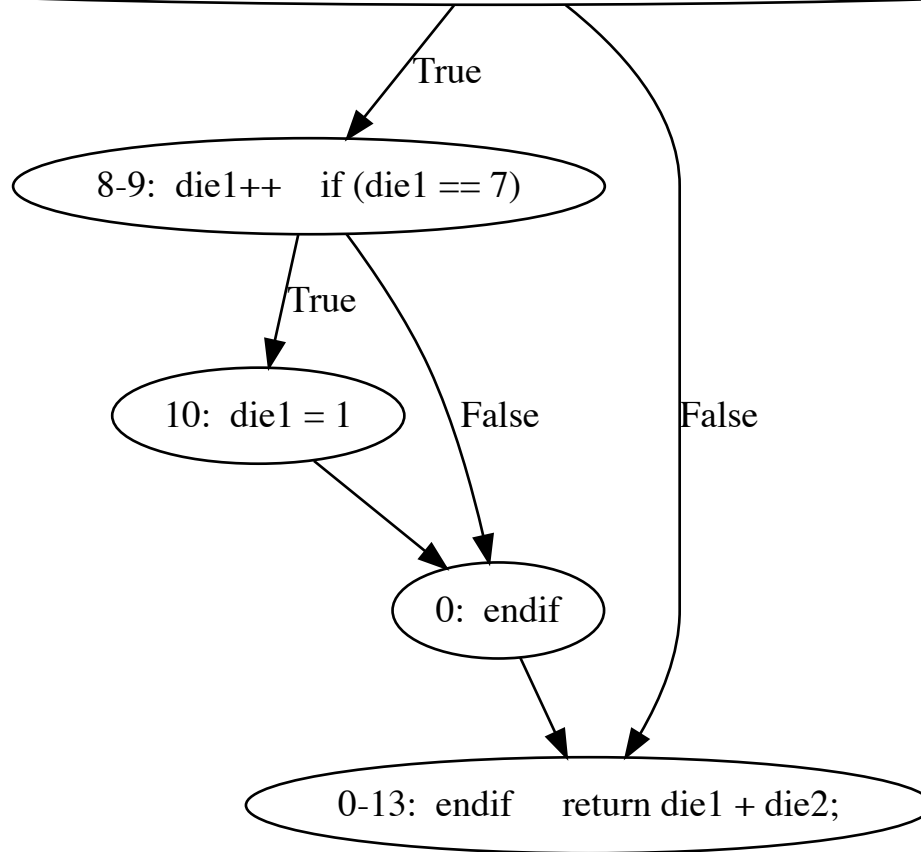 True
8-9:  die1++    if (die1 == 7)
True
10:  die1 = 1
False
False
0:  endif
0-13:  endif     return die1 + die2;